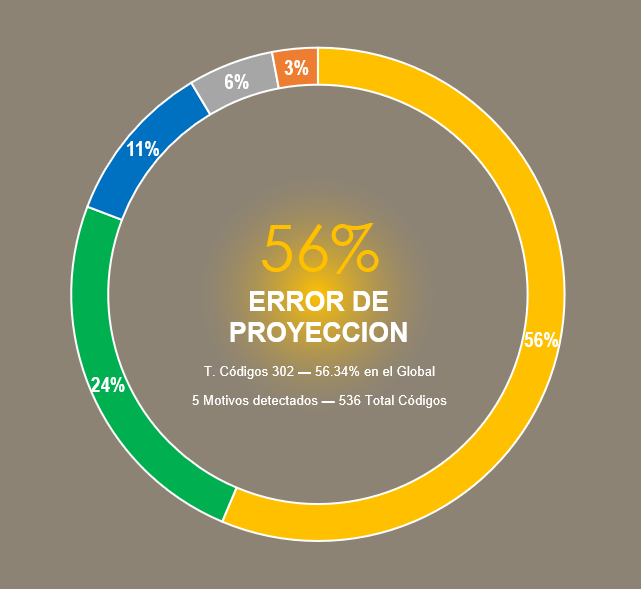 3%
6%
11%
56%
ERROR DE
PROYECCION
56%
T. Códigos 302 — 56.34% en el Global
24%
5 Motivos detectados — 536 Total Códigos